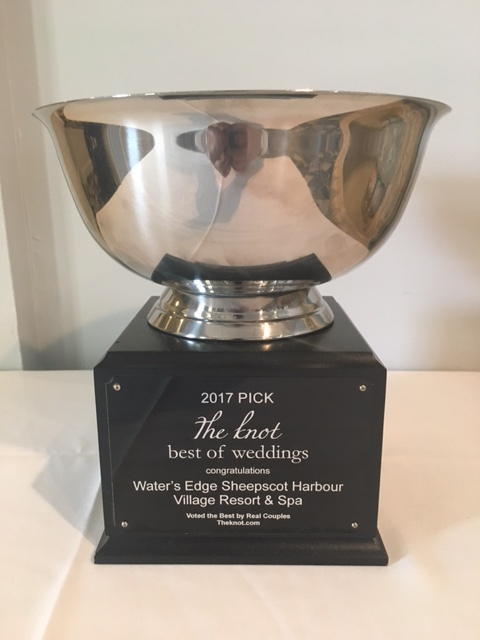 2017 PICK
The knot
best of weddings
congratulations
Water's Edge Sheepscot Harbour
Village Resort & Spa
Voted the Best by Real Couples
Theknot.com